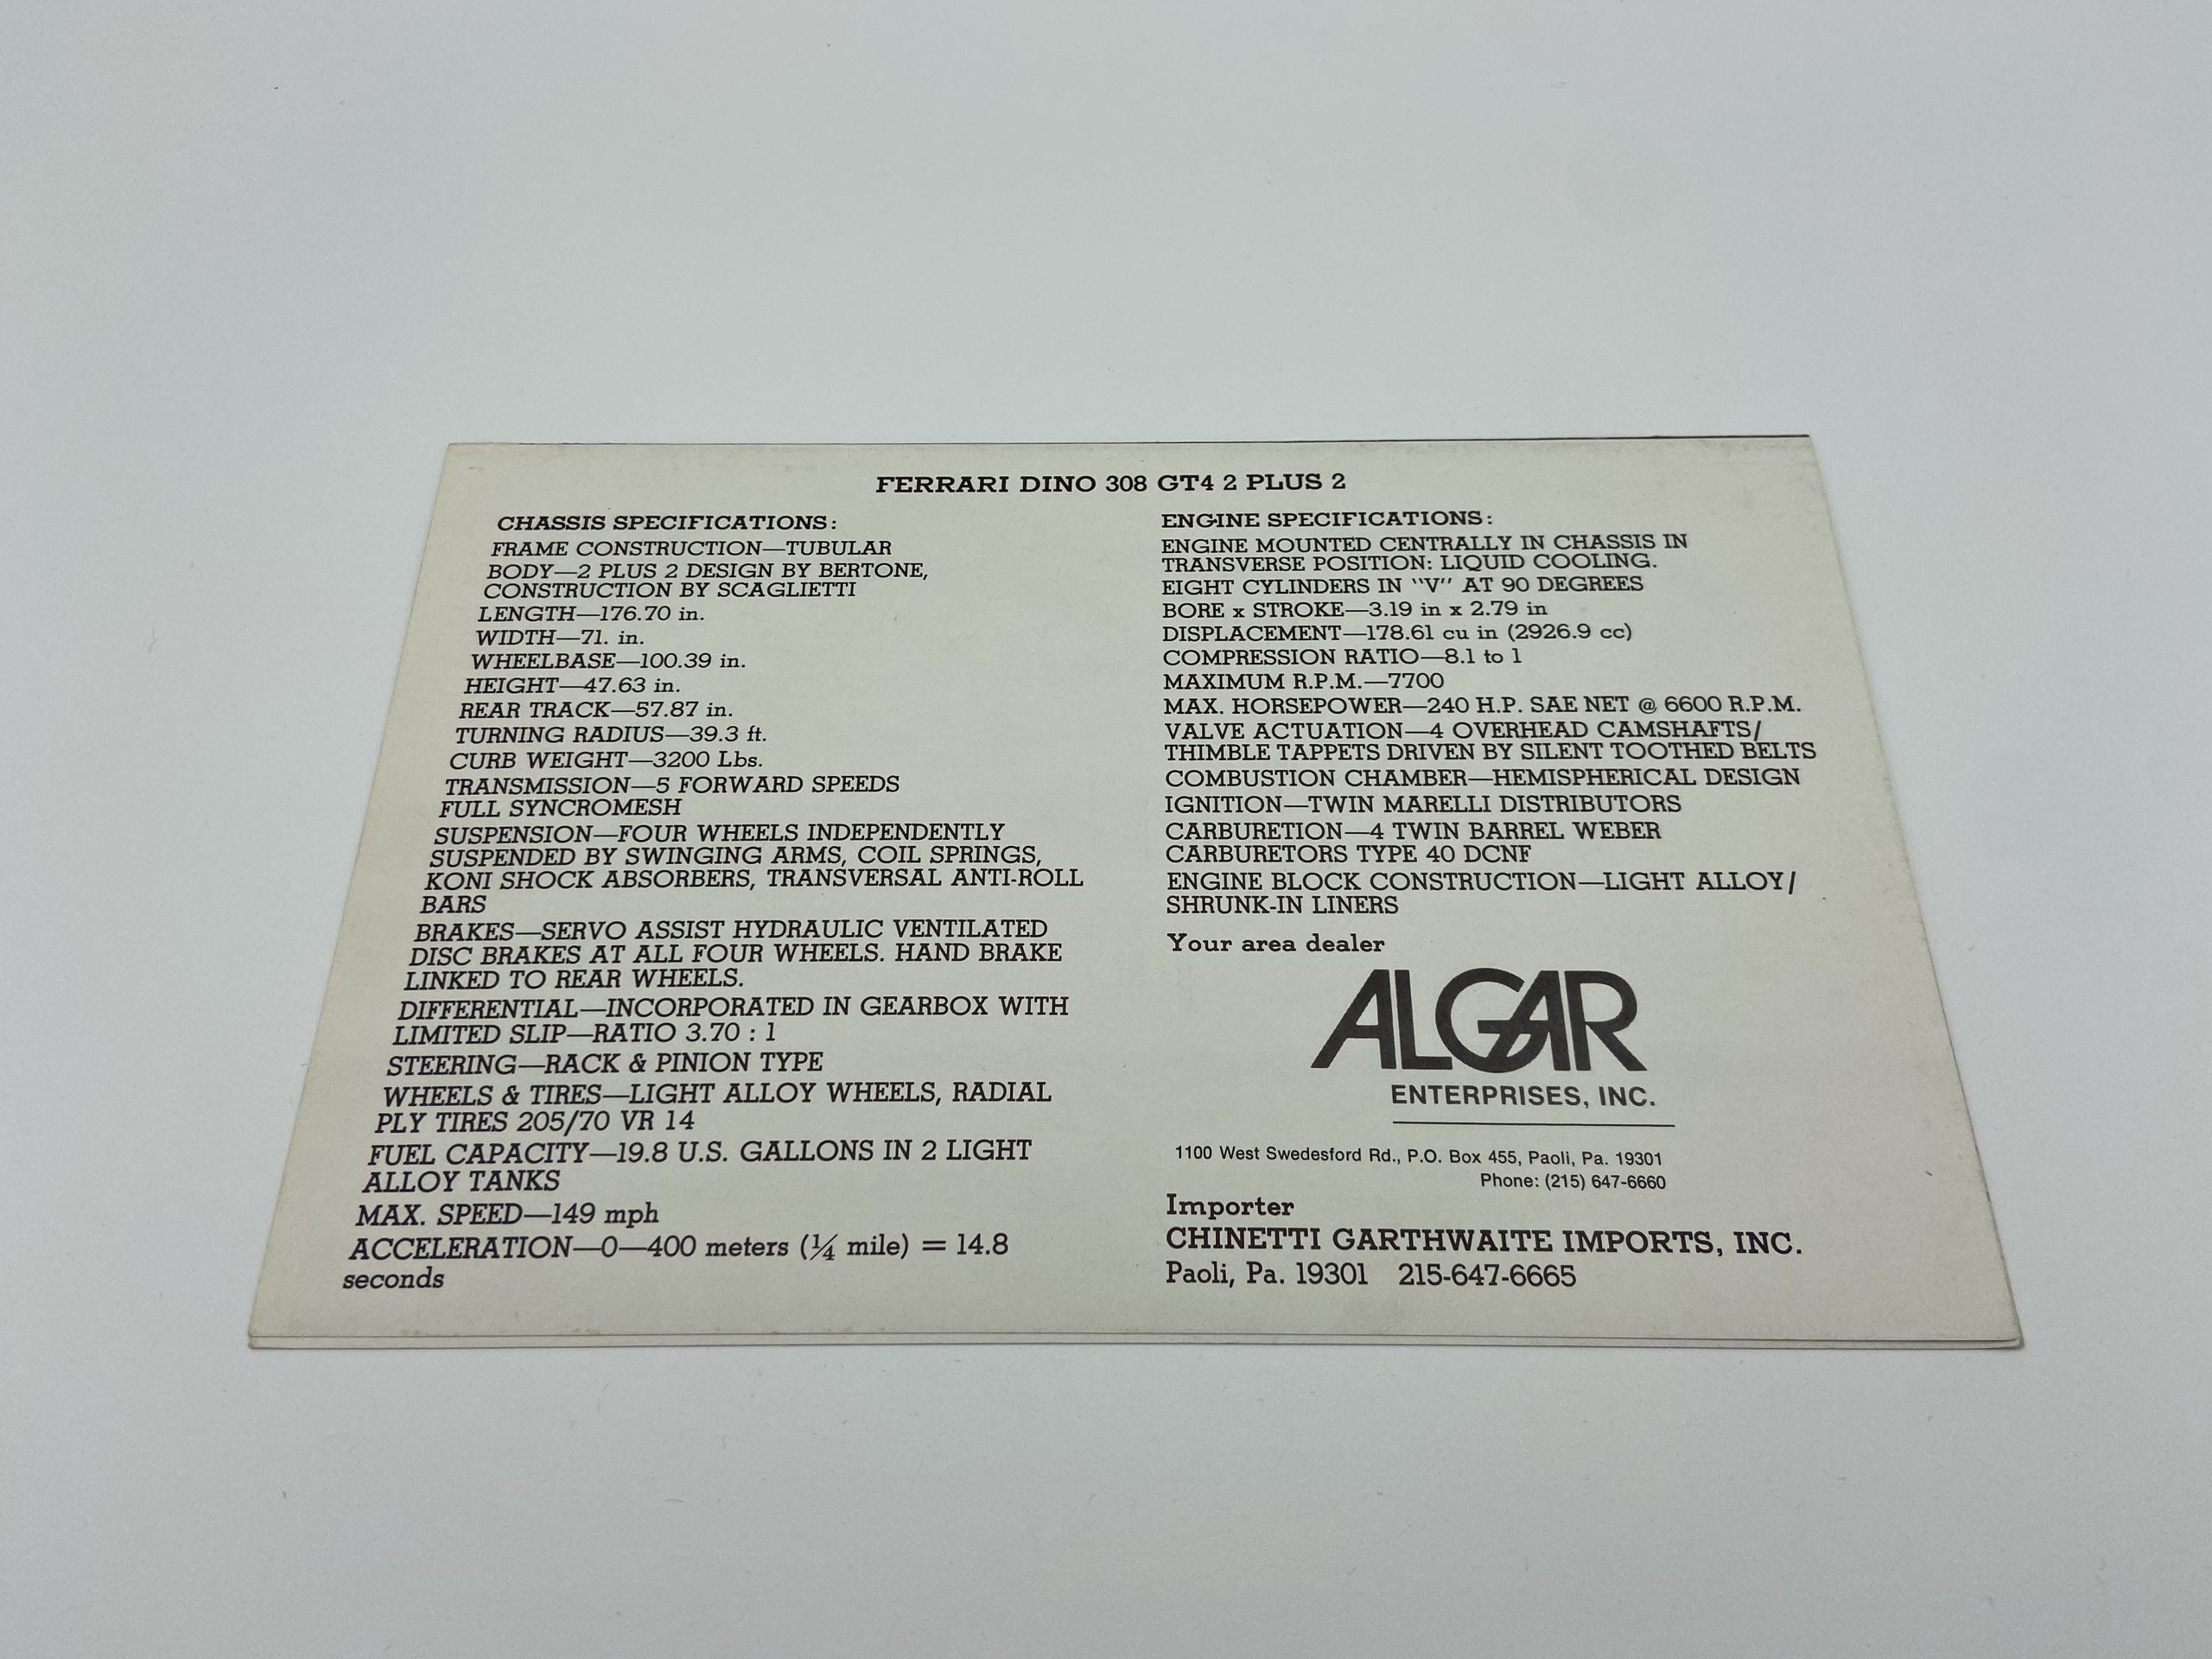 FERRARI DINO 308 GT4 2 PLUS 2
CHASSIS SPECIFICATIONS:
FRAME CONSTRUCTION—TUBULAR
BODY—2 PLUS 2 DESIGN BY BERTONE,
CONSTRUCTION BY SCAGLIETTI
LENGTH—176.70 in.
WIDTH—71. in.
WHEELBASE—100.39 in.
HEIGHT—47.63 in.
REAR TRACK—57.87 in.
TURNING RADIUS—39.3 ft.
CURB WEIGHT—3200 Lbs.
TRANSMISSION—5 FORWARD SPEEDS
FULL SYNCROMESH
SUSPENSION—FOUR WHEELS INDEPENDENTLY
SUSPENDED BY SWINGING ARMS, COIL SPRINGS,
KONI SHOCK ABSORBERS, TRANSVERSAL ANTI-ROLL
BARS
BRAKES—SERVO ASSIST HYDRAULIC VENTILATED
DISC BRAKES AT ALL FOUR WHEELS. HAND BRAKE
LINKED TO REAR WHEELS.
DIFFERENTIAL—INCORPORATED IN GEARBOX WITH
LIMITED SLIP—RATIO 3.70 : 1
STEERING—RACK & PINION TYPE
WHEELS & TIRES—LIGHT ALLOY WHEELS, RADIAL
PLY TIRES 205/70 VR 14
FUEL CAPACITY—19.8 U.S. GALLONS IN 2 LIGHT
ALLOY TANKS
MAX. SPEED—149 mph
ACCELERATION—0—400 meters (¼ mile) = 14.8
seconds
ENGINE SPECIFICATIONS:
ENGINE MOUNTED CENTRALLY IN CHASSIS IN
TRANSVERSE POSITION: LIQUID COOLING.
EIGHT CYLINDERS IN "V" AT 90 DEGREES
BORE x STROKE—3.19 in x 2.79 in
DISPLACEMENT—178.61 cu in (2926.9 cc)
COMPRESSION RATIO—8.1 to 1
MAXIMUM R.P.M.—7700
MAX. HORSEPOWER—240 H.P. SAE NET @ 6600 R.P.M.
VALVE ACTUATION—4 OVERHEAD CAMSHAFTS/
THIMBLE TAPPETS DRIVEN BY SILENT TOOTHED BELTS
COMBUSTION CHAMBER—HEMISPHERICAL DESIGN
IGNITION—TWIN MARELLI DISTRIBUTORS
CARBURETION—4 TWIN BARREL WEBER
CARBURETORS TYPE 40 DCNF
ENGINE BLOCK CONSTRUCTION—LIGHT ALLOY/
SHRUNK-IN LINERS
Your area dealer
ALGAR
ENTERPRISES, INC.
1100 West Swedesford Rd., P.O. Box 455, Paoli, Pa. 19301
Phone: (215) 647-6660
Importer
CHINETTI GARTHWAITE IMPORTS, INC.
Paoli, Pa. 19301 215-647-6665